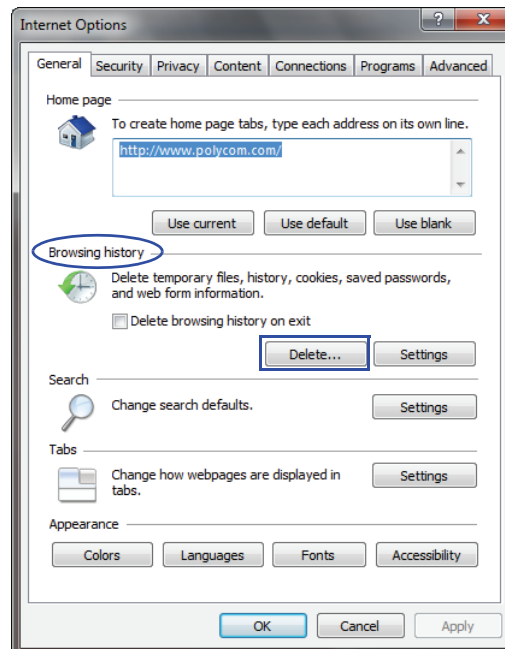 Internet Options
?
X
General Security Privacy Content Connections Programs Advanced
Home page
To create home page tabs, type each address on its own line.
http://www.polycom.com/
Use current Use default Use blank
Browsing history
Delete temporary files, history, cookies, saved passwords,
and web form information.
Delete browsing history on exit
Delete... Settings
Search
Change search defaults. Settings
Tabs
Change how webpages are displayed in Settings
tabs.
Appearance
Colors Languages Fonts Accessibility
OK Cancel Apply